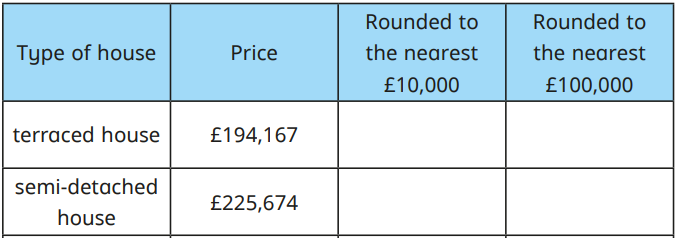 Type of house
Price
Rounded to
the nearest
£10,000
Rounded to
the nearest
£100,000
terraced house
£194,167
semi-detached
house
£225,674